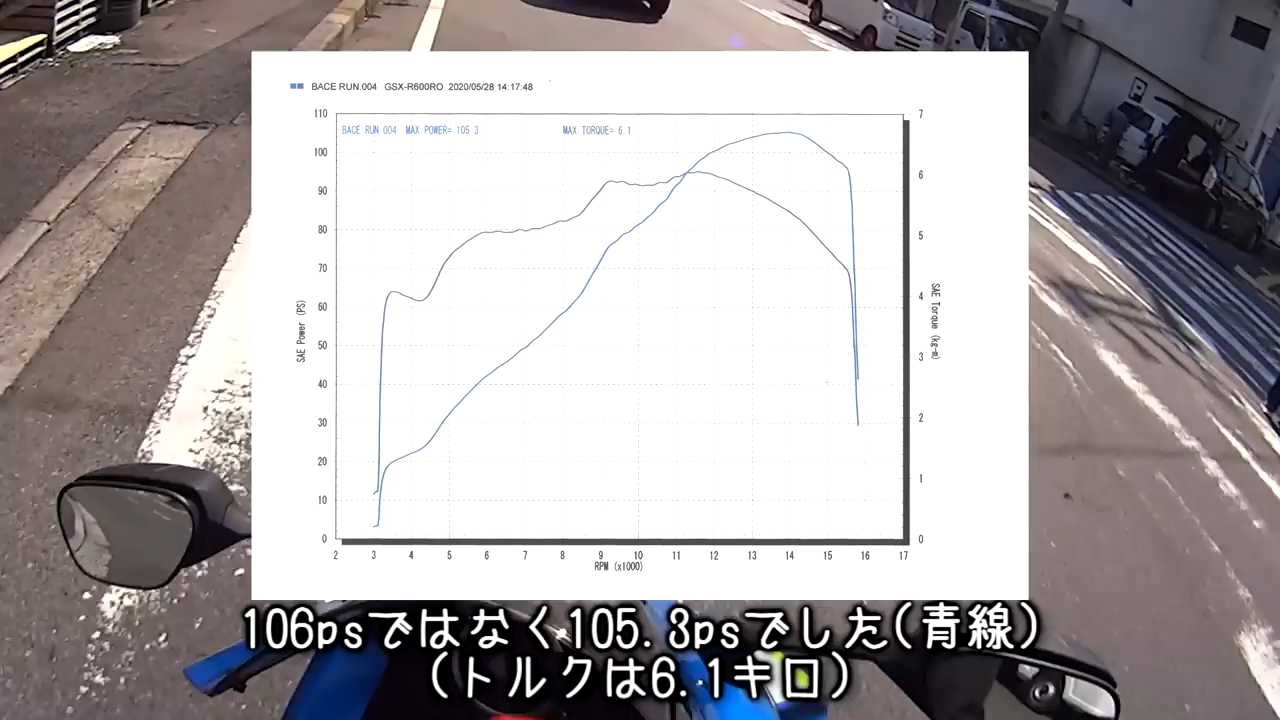 BACE RUN.004 GSX-R600RO 2020/05/28 14:17:48
BACE RUN 004 MAX POWER= 105.3 MAX TORQUE= 6.1
110
100
90
80
70
60
50
40
30
20
10
0
SAE Power (PS)
7
6
5
4
3
2
1
0
SAE Torque (kg-m)
2 3 4 5 6 7 8 9 10 11 12 13 14 15 16 17
RPM (x1000)
P
106psではなく105.3psでした(青線)
(トルクは6.1キロ)